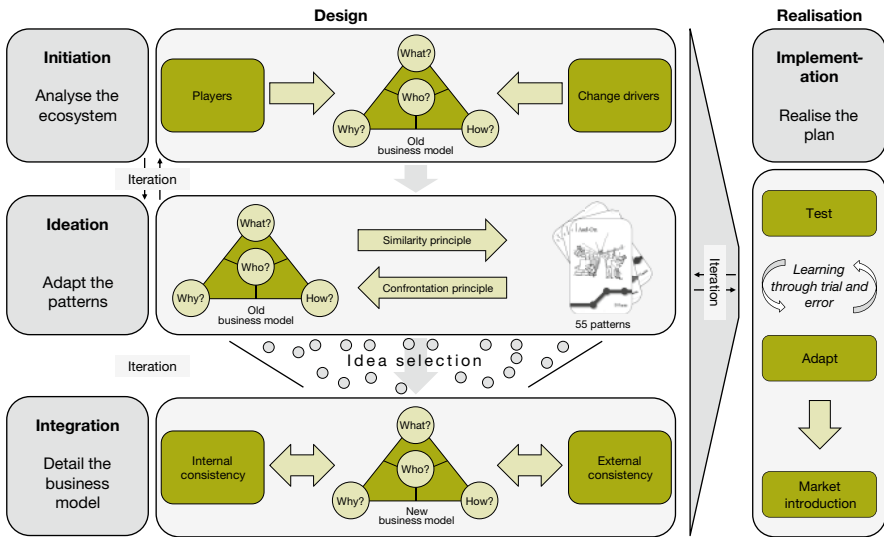 Design
Realisation
Initiation
Analyse the
ecosystem
Players
What?
Who?
Why?
How?
Old
business model
Change drivers
Implement-
ation
Realise the
plan
Iteration
Ideation
Adapt the
patterns
What?
Who?
Why?
How?
Old
business model
Similarity principle
Confrontation principle
Add-On
55 patterns
Iteration
Test
Learning
through trial and
error
Adapt
Market
introduction
Iteration
Idea selection
Integration
Detail the
business
model
Internal
consistency
What?
Who?
Why?
How?
New
business model
External
consistency